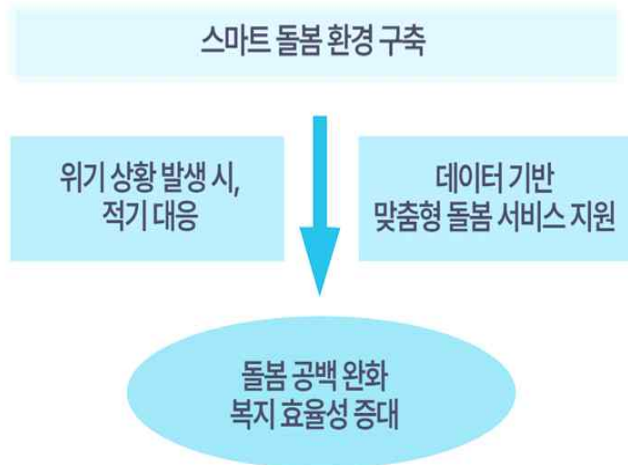 스마트 돌봄 환경 구축
위기 상황 발생 시,
적기 대응
데이터 기반
맞춤형 돌봄 서비스 지원
돌봄 공백 완화
복지 효율성 증대